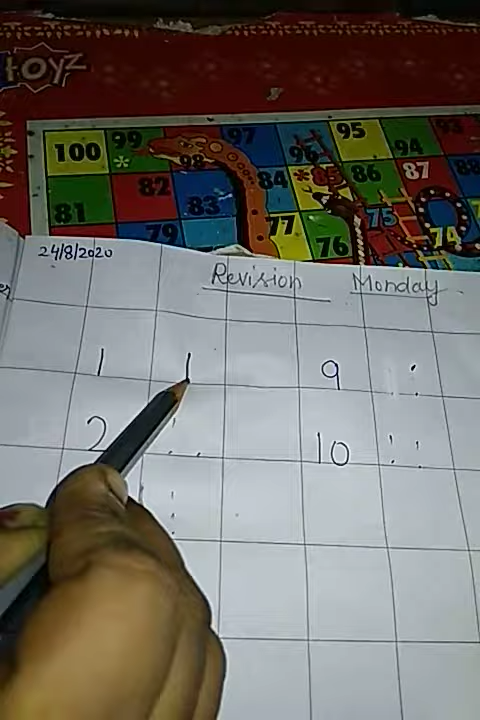 toyz
100 99 98 97 96 95 94 93
81 82 83 84 85 86 87 88
79 77 76 75 74
24/8/2020
Revision Monday
1 1 9
2 10